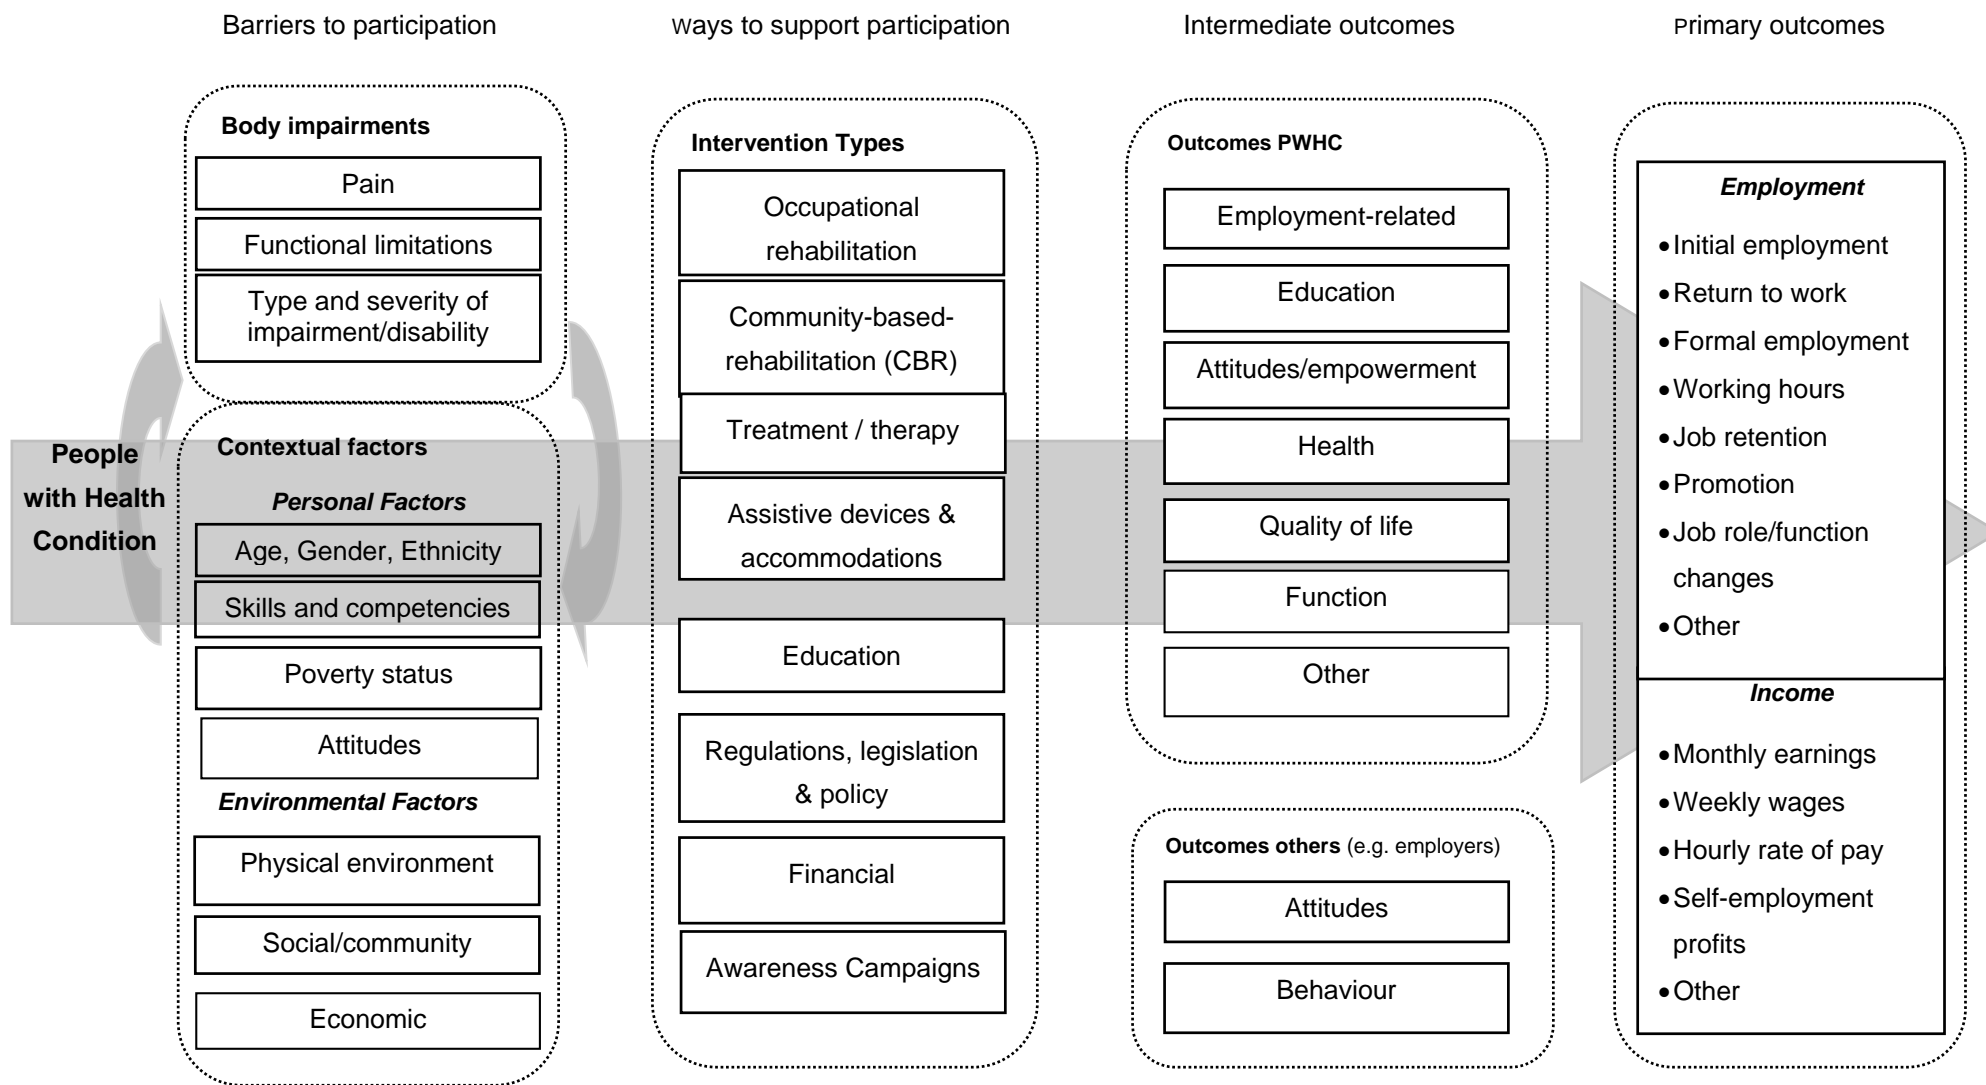 Barriers to participation
ways to support participation
Intermediate outcomes
Primary outcomes
People
with Health
Condition
Body impairments
Pain
Functional limitations
Type and severity of
impairment/disability
Contextual factors
Personal Factors
Age, Gender, Ethnicity
Skills and competencies
Poverty status
Attitudes
Environmental Factors
Physical environment
Social/community
Economic
Intervention Types
Occupational
rehabilitation
Community-based-
rehabilitation (CBR)
Treatment / therapy
Assistive devices &
accommodations
Education
Regulations, legislation
& policy
Financial
Awareness Campaigns
Outcomes PWHC
Employment-related
Education
Attitudes/empowerment
Health
Quality of life
Function
Other
Outcomes others (e.g. employers)
Attitudes
Behaviour
Employment
•Initial employment
•Return to work
•Formal employment
•Working hours
•Job retention
•Promotion
•Job role/function
changes
•Other
Income
•Monthly earnings
•Weekly wages
•Hourly rate of pay
•Self-employment
profits
•Other